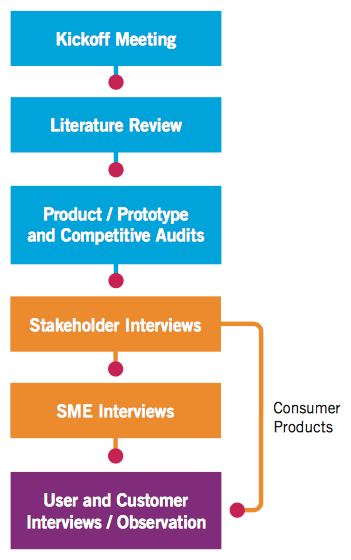 Kickoff Meeting
Literature Review
Product / Prototype
and Competitive Audits
Stakeholder Interviews
SME Interviews
Consumer
Products
User and Customer
Interviews / Observation